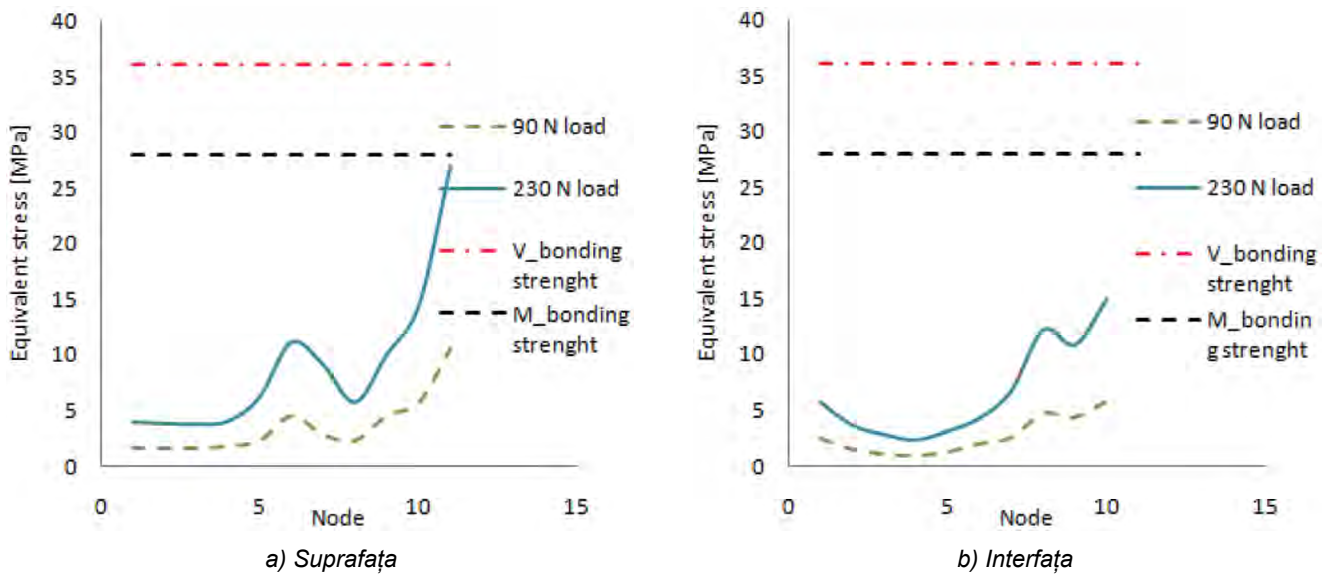 40
35
30
25
20
15
10
5
0
Equivalent stress [MPa]
0
5
10
15
Node
90 N load
230 N load
V_bonding
strenght
M_bonding
strenght
a) Suprafața
40
35
30
25
20
15
10
5
0
Equivalent stress [MPa]
0
5
10
15
Node
90 N load
230 N load
V_bonding
strenght
M_bondin
g strenght
b) Interfața